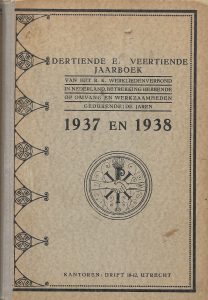 DERTIENDE E. VEERTIENDE
JAARBOEK
VAN HET R. K. WERKLIEDENVERBOND
IN NEDERLAND, BETREKKING HEBBENDE
OP OMVANG EN WERKZAAMHEDEN
GEDURENDE DE JAREN
1937 EN 1938
KANTOREN: DRIFT 10-12, UTRECHT